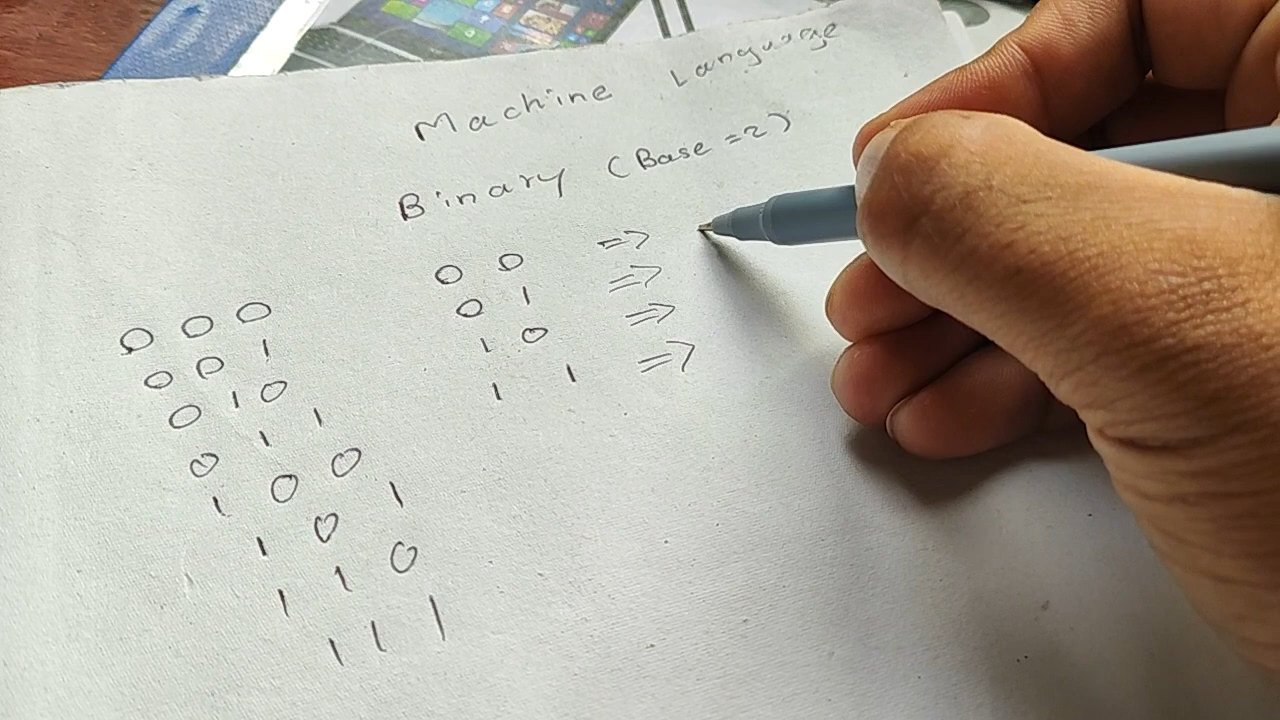 Machine Language
Binary (Base =2)
0 0 =>
0 1 =>
1 0 =>
1 1 =>
0 0 0
0 0 1
0 1 0
0 1 1
1 0 0
1 0 1
1 1 0
1 1 1